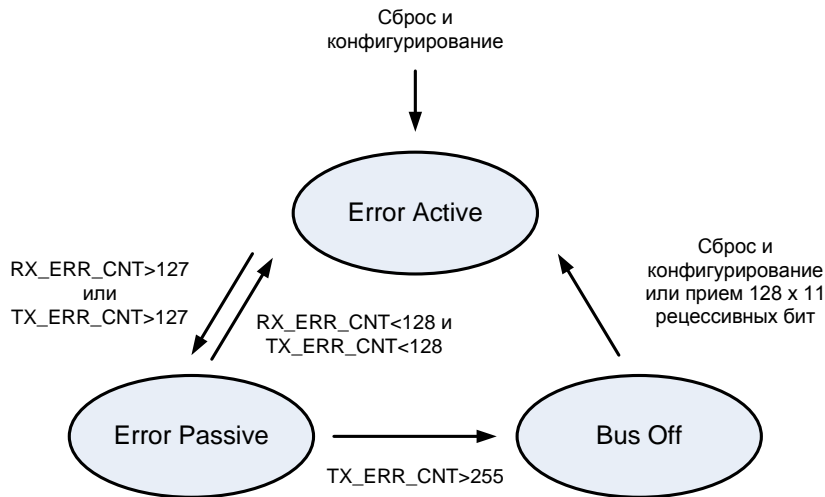 Сброс и
конфигурирование
Error Active
RX_ERR_CNT>127
или
TX_ERR_CNT>127
RX_ERR_CNT<128 и
TX_ERR_CNT<128
Сброс и
конфигурирование
или прием 128 x 11
рецессивных бит
Error Passive
Bus Off
TX_ERR_CNT>255